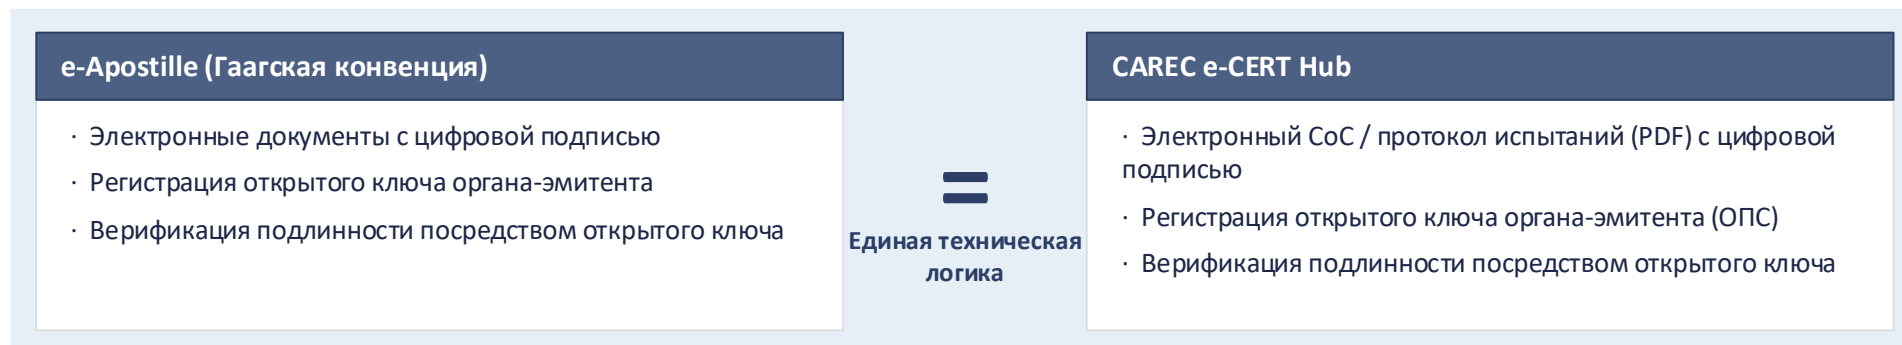 e-Apostille (Гаагская конвенция)
· Электронные документы с цифровой подписью
· Регистрация открытого ключа органа-эмитента
· Верификация подлинности посредством открытого ключа
=
Единая техническая
логика
CAREC e-CERT Hub
· Электронный CoC / протокол испытаний (PDF) с цифровой
подписью
· Регистрация открытого ключа органа-эмитента (ОПС)
· Верификация подлинности посредством открытого ключа